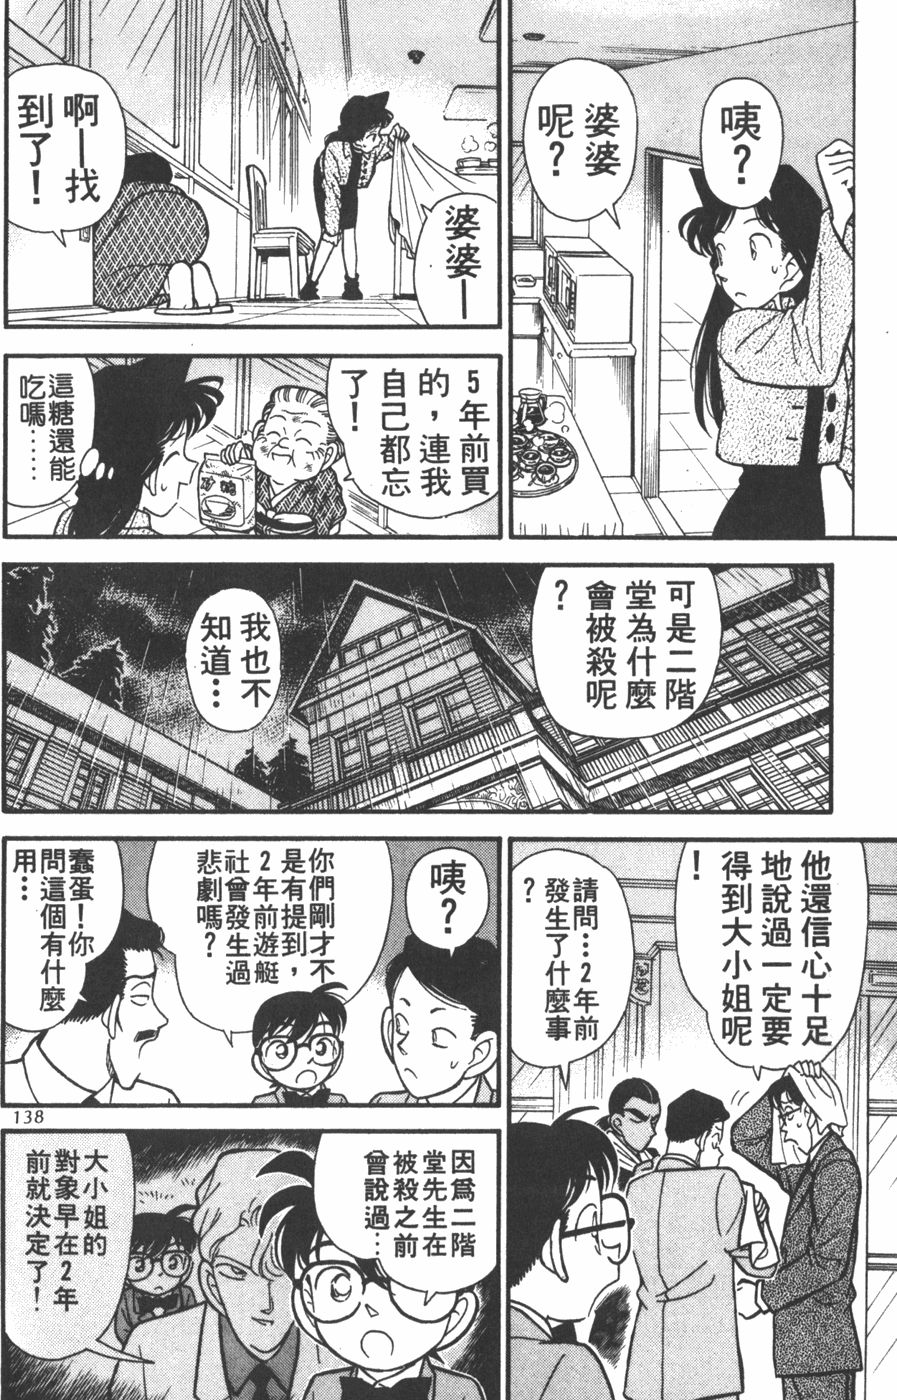 咦？
婆婆
呢？
婆婆—
啊—找
到了！
5年前買
的，連我
自己都忘
了！
這糖還能
吃嗎……
可是二階
堂為什麼
會被殺呢
？
我也不
知道…
他還信心十足
地說過一定要
得到大小姐呢
！
請問…2年前
發生了什麼事
？
咦？
你們剛才不
是有提到，
2年前遊艇
社曾發生過
悲劇嗎？
蠢蛋！你
問這個有什麼
用…
因為二階
堂先生在
被殺之前
曾說過…
大小姐的
對象早在2年
前就決定了！
138